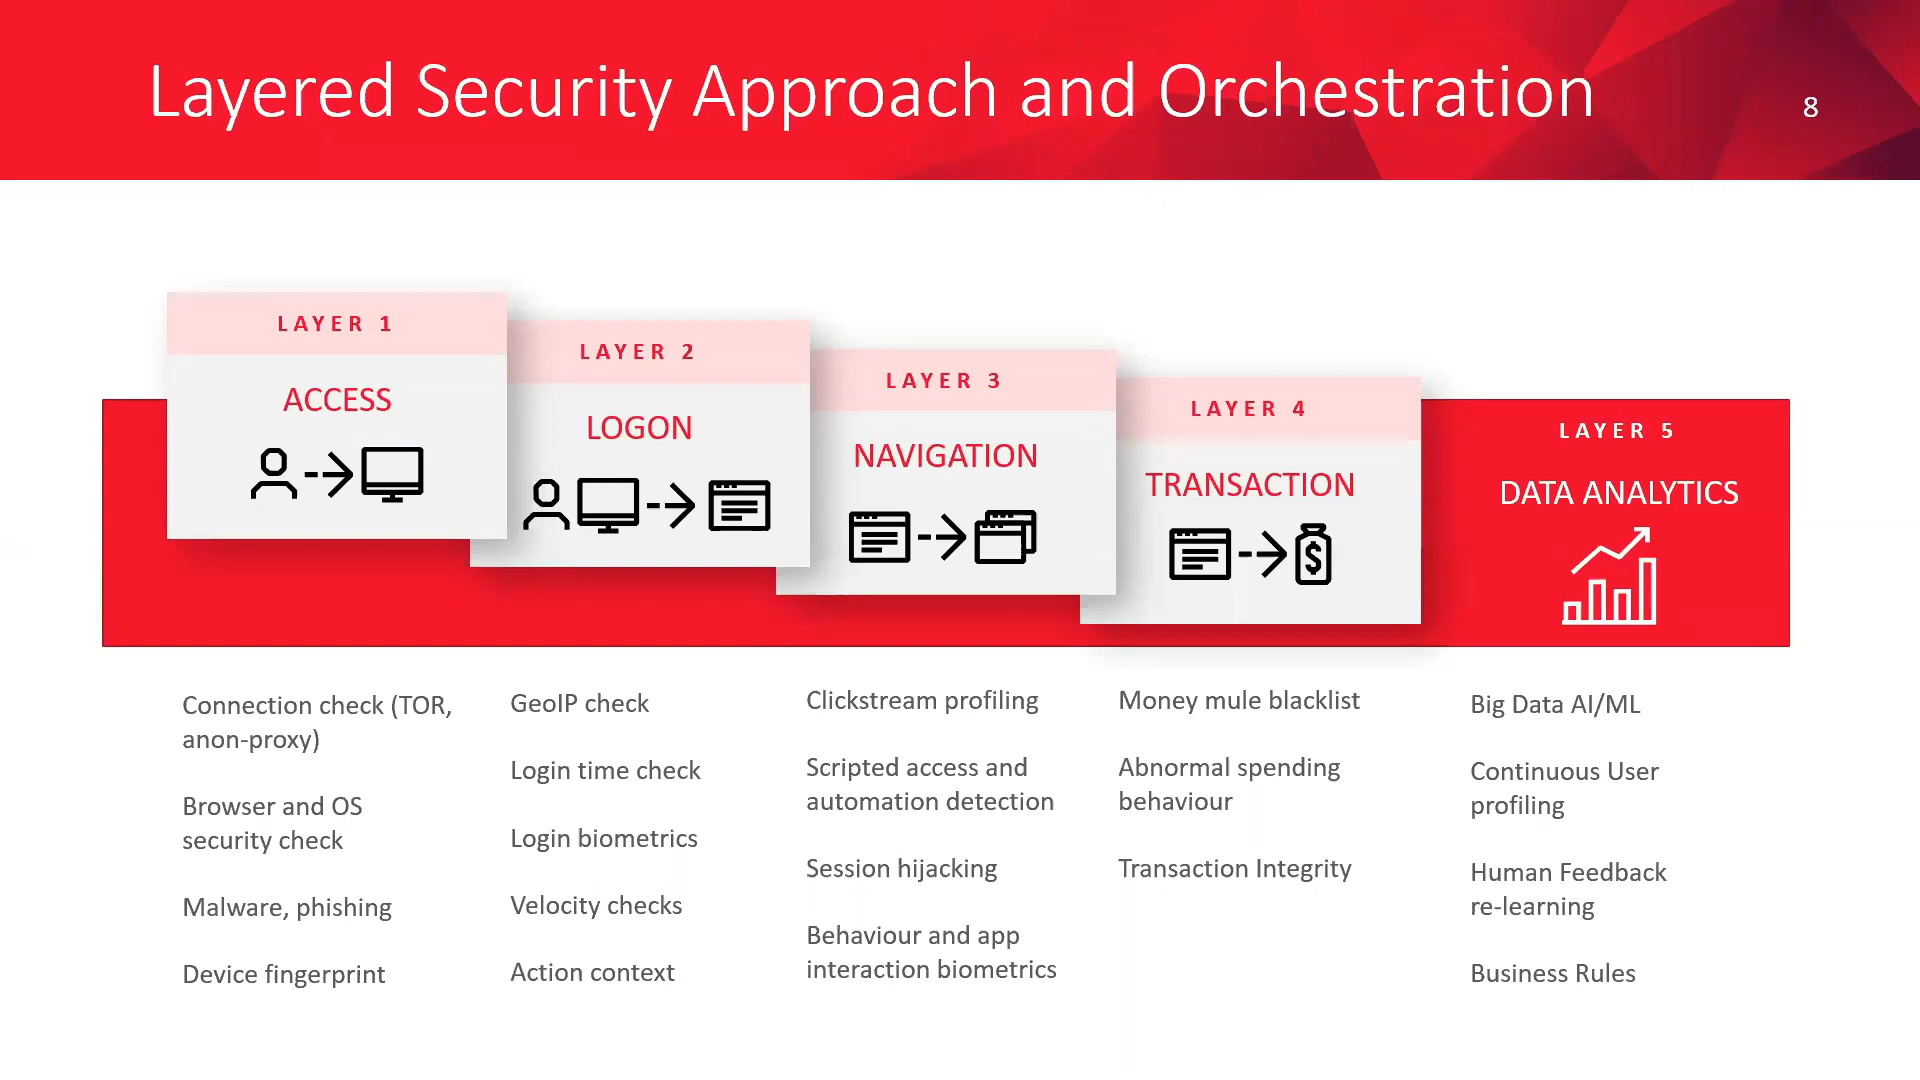 Layered Security Approach and Orchestration
8
LAYER 1
ACCESS
LAYER 2
LOGON
LAYER 3
NAVIGATION
LAYER 4
TRANSACTION
$
LAYER 5
DATA ANALYTICS
Connection check (TOR,
anon-proxy)
Browser and OS
security check
Malware, phishing
Device fingerprint
GeoIP check
Login time check
Login biometrics
Velocity checks
Action context
Clickstream profiling
Scripted access and
automation detection
Session hijacking
Behaviour and app
interaction biometrics
Money mule blacklist
Abnormal spending
behaviour
Transaction Integrity
Big Data AI/ML
Continuous User
profiling
Human Feedback
re-learning
Business Rules